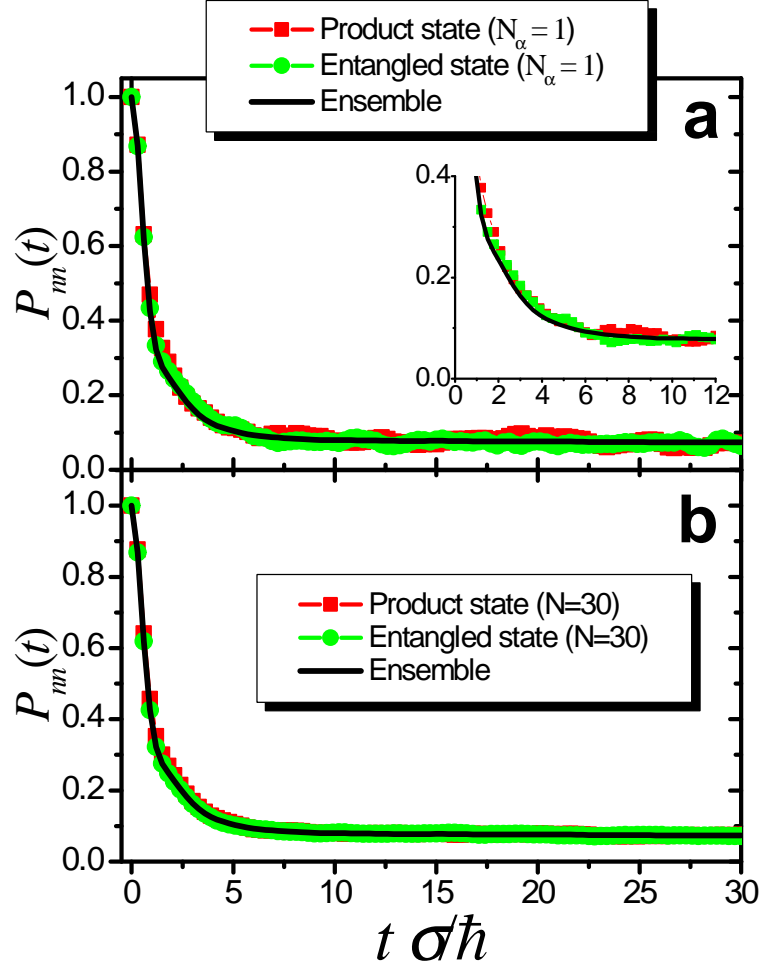 Product state (N_α = 1)
Entangled state (N_α = 1)
Ensemble
a
1.0
0.8
0.6
0.4
0.2
0.0
P_nn(t)
0.4
0.2
0.0
0 2 4 6 8 10 12
b
Product state (N=30)
Entangled state (N=30)
Ensemble
1.0
0.8
0.6
0.4
0.2
0.0
P_nn(t)
0 5 10 15 20 25 30
t σ/ħ